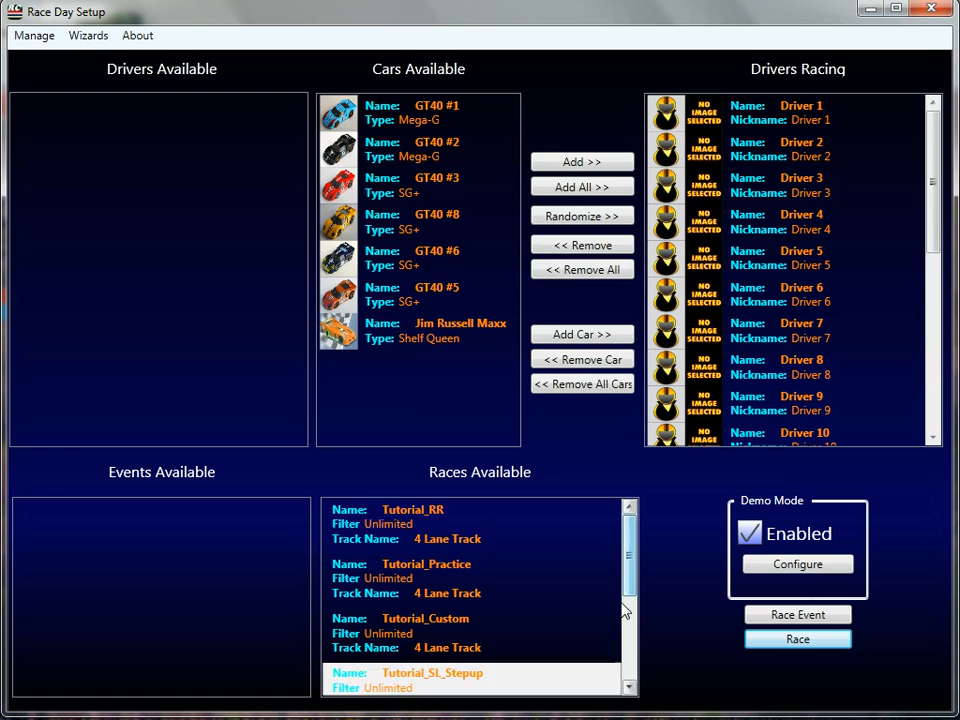 Race Day Setup
Manage Wizards About
Drivers Available
Cars Available
Drivers Racing
Name: GT40 #1
Type: Mega-G
Name: GT40 #2
Type: Mega-G
Name: GT40 #3
Type: SG+
Name: GT40 #8
Type: SG+
Name: GT40 #6
Type: SG+
Name: GT40 #5
Type: SG+
Name: Jim Russell Maxx
Type: Shelf Queen
Add >>
Add All >>
Randomize >>
<< Remove
<< Remove All
Add Car >>
<< Remove Car
<< Remove All Cars
NO IMAGE SELECTED
Name: Driver 1
Nickname: Driver 1
NO IMAGE SELECTED
Name: Driver 2
Nickname: Driver 2
NO IMAGE SELECTED
Name: Driver 3
Nickname: Driver 3
NO IMAGE SELECTED
Name: Driver 4
Nickname: Driver 4
NO IMAGE SELECTED
Name: Driver 5
Nickname: Driver 5
NO IMAGE SELECTED
Name: Driver 6
Nickname: Driver 6
NO IMAGE SELECTED
Name: Driver 7
Nickname: Driver 7
NO IMAGE SELECTED
Name: Driver 8
Nickname: Driver 8
NO IMAGE SELECTED
Name: Driver 9
Nickname: Driver 9
NO IMAGE
Name: Driver 10
Nickname: Driver 10
Events Available
Races Available
Name: Tutorial_RR
Filter Unlimited
Track Name: 4 Lane Track
Name: Tutorial_Practice
Filter Unlimited
Track Name: 4 Lane Track
Name: Tutorial_Custom
Filter Unlimited
Track Name: 4 Lane Track
Name: Tutorial_SL_Stepup
Filter Unlimited
Demo Mode
Enabled
Configure
Race Event
Race